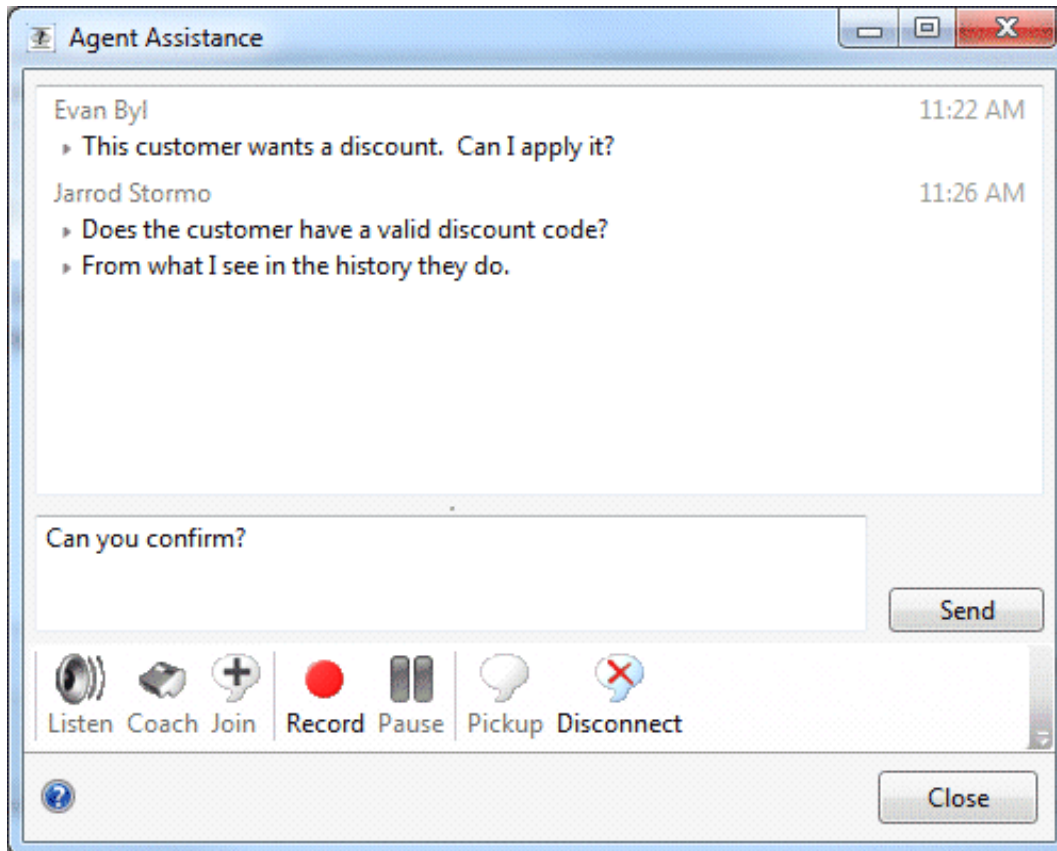 Agent Assistance
Evan Byl 11:22 AM
This customer wants a discount.  Can I apply it?
Jarrod Stormo 11:26 AM
Does the customer have a valid discount code?
From what I see in the history they do.
Can you confirm?
Send
Listen Coach Join Record Pause Pickup Disconnect
Close